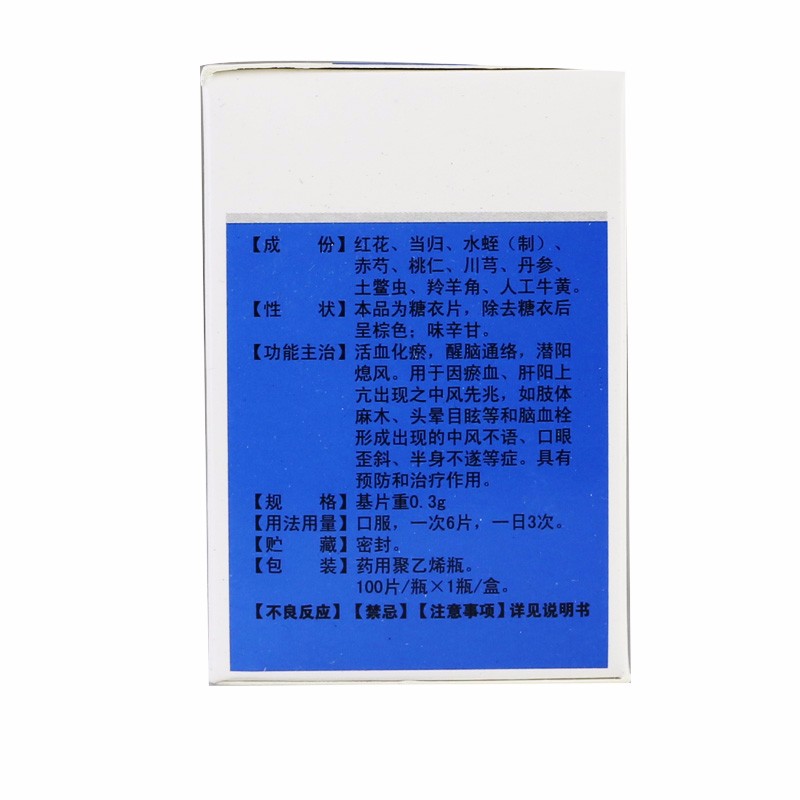 【成　　份】红花、当归、水蛭（制）、
赤芍、桃仁、川芎、丹参、
土鳖虫、羚羊角、人工牛黄。
【性　　状】本品为糖衣片，除去糖衣后
呈棕色；味辛甘。
【功能主治】活血化瘀，醒脑通络，潜阳
熄风。用于因瘀血、肝阳上
亢出现之中风先兆，如肢体
麻木、头晕目眩等和脑血栓
形成出现的中风不语、口眼
歪斜、半身不遂等症。具有
预防和治疗作用。
【规　　格】基片重0.3g
【用法用量】口服，一次6片，一日3次。
【贮　　藏】密封。
【包　　装】药用聚乙烯瓶。
100片/瓶×1瓶/盒。
【不良反应】【禁忌】【注意事项】详见说明书